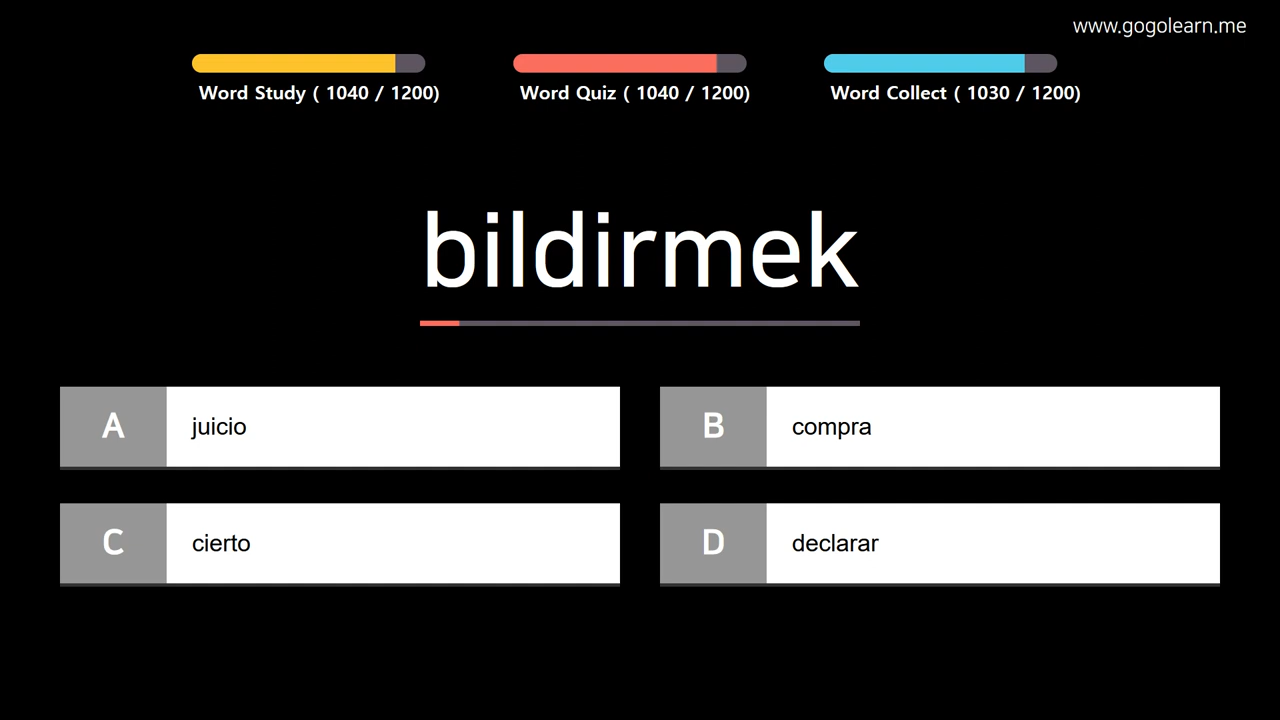 www.gogolearn.me
Word Study ( 1040 / 1200)
Word Quiz ( 1040 / 1200)
Word Collect ( 1030 / 1200)
bildirmek
A juicio
B compra
C cierto
D declarar